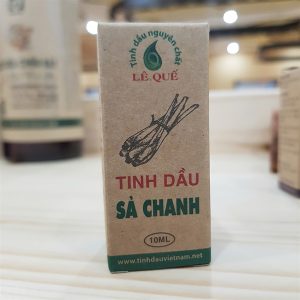 Tinh dầu nguyên chất
LÊ QUẾ
TINH DẦU
SẢ CHANH
10ML
www.tinhdauvietnam.net